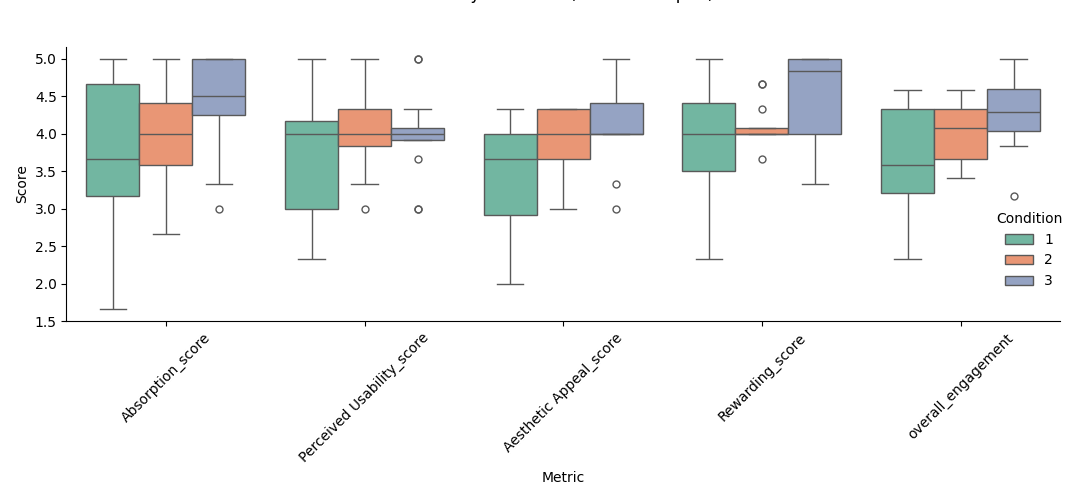 Score
5.0
4.5
4.0
3.5
3.0
2.5
2.0
1.5
Condition
1
2
3
Absorption_score
Perceived Usability_score
Aesthetic Appeal_score
Rewarding_score
overall_engagement
Metric